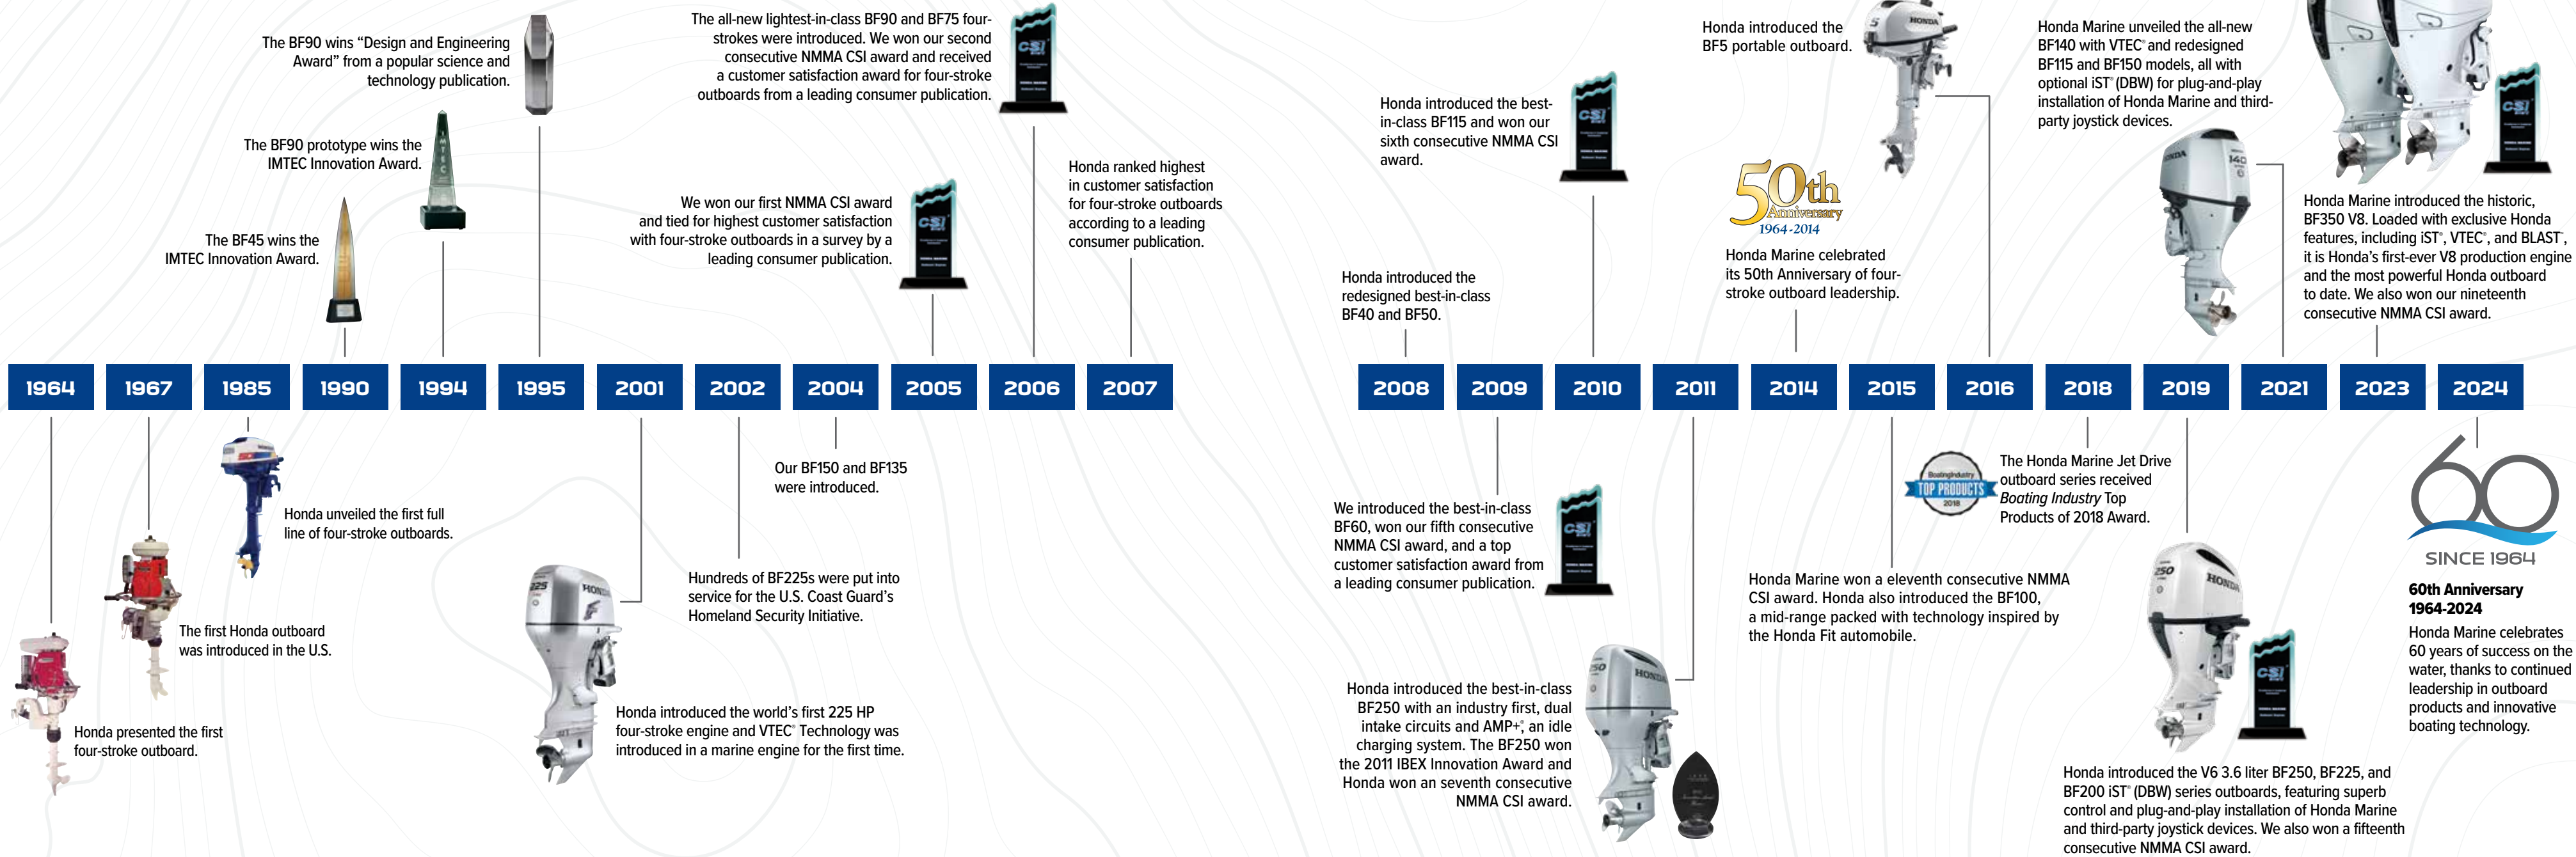 The BF90 wins “Design and Engineering
Award” from a popular science and
technology publication.
The BF90 prototype wins the
IMTEC Innovation Award.
IMTEC
The BF45 wins the
IMTEC Innovation Award.
The all-new lightest-in-class BF90 and BF75 four-
strokes were introduced. We won our second
consecutive NMMA CSI award and received
a customer satisfaction award for four-stroke
outboards from a leading consumer publication.
CSI
We won our first NMMA CSI award
and tied for highest customer satisfaction
with four-stroke outboards in a survey by a
leading consumer publication.
CSI
Honda ranked highest
in customer satisfaction
for four-stroke outboards
according to a leading
consumer publication.
1964
1967
1985
1990
1994
1995
2001
2002
2004
2005
2006
2007
Honda presented the first
four-stroke outboard.
The first Honda outboard
was introduced in the U.S.
Honda unveiled the first full
line of four-stroke outboards.
225
HONDA
Honda introduced the world’s first 225 HP
four-stroke engine and VTEC® Technology was
introduced in a marine engine for the first time.
Hundreds of BF225s were put into
service for the U.S. Coast Guard’s
Homeland Security Initiative.
Our BF150 and BF135
were introduced.
Honda introduced the
redesigned best-in-class
BF40 and BF50.
Honda introduced the best-
in-class BF115 and won our
sixth consecutive NMMA CSI
award.
CSI
50th
Anniversary
1964-2014
Honda Marine celebrated
its 50th Anniversary of four-
stroke outboard leadership.
Honda introduced the
BF5 portable outboard.
5
HONDA
Honda Marine unveiled the all-new
BF140 with VTEC® and redesigned
BF115 and BF150 models, all with
optional iST® (DBW) for plug-and-play
installation of Honda Marine and third-
party joystick devices.
HONDA
140
CSI
Honda Marine introduced the historic,
BF350 V8. Loaded with exclusive Honda
features, including iST®, VTEC®, and BLAST™,
it is Honda’s first-ever V8 production engine
and the most powerful Honda outboard
to date. We also won our nineteenth
consecutive NMMA CSI award.
2008
2009
2010
2011
2014
2015
2016
2018
2019
2021
2023
2024
We introduced the best-in-class
BF60, won our fifth consecutive
NMMA CSI award, and a top
customer satisfaction award from
a leading consumer publication.
CSI
Honda introduced the best-in-class
BF250 with an industry first, dual
intake circuits and AMP+®, an idle
charging system. The BF250 won
the 2011 IBEX Innovation Award and
Honda won an seventh consecutive
NMMA CSI award.
250
HONDA
Honda Marine won a eleventh consecutive NMMA
CSI award. Honda also introduced the BF100,
a mid-range packed with technology inspired by
the Honda Fit automobile.
BoatingIndustry
TOP PRODUCTS
2018
The Honda Marine Jet Drive
outboard series received
Boating Industry Top
Products of 2018 Award.
250
HONDA
CSI
Honda introduced the V6 3.6 liter BF250, BF225, and
BF200 iST® (DBW) series outboards, featuring superb
control and plug-and-play installation of Honda Marine
and third-party joystick devices. We also won a fifteenth
consecutive NMMA CSI award.
60
SINCE 1964
60th Anniversary
1964-2024
Honda Marine celebrates
60 years of success on the
water, thanks to continued
leadership in outboard
products and innovative
boating technology.